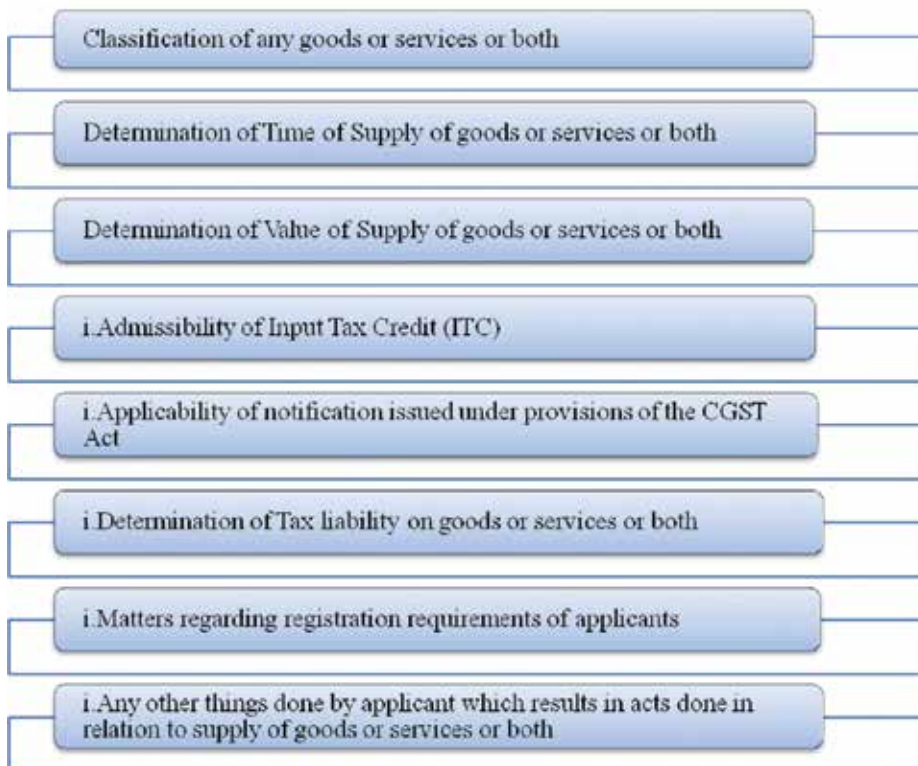 Classification of any goods or services or both
Determination of Time of Supply of goods or services or both
Determination of Value of Supply of goods or services or both
i.Admissibility of Input Tax Credit (ITC)
i.Applicability of notification issued under provisions of the CGST
Act
i.Determination of Tax liability on goods or services or both
i.Matters regarding registration requirements of applicants
i.Any other things done by applicant which results in acts done in
relation to supply of goods or services or both